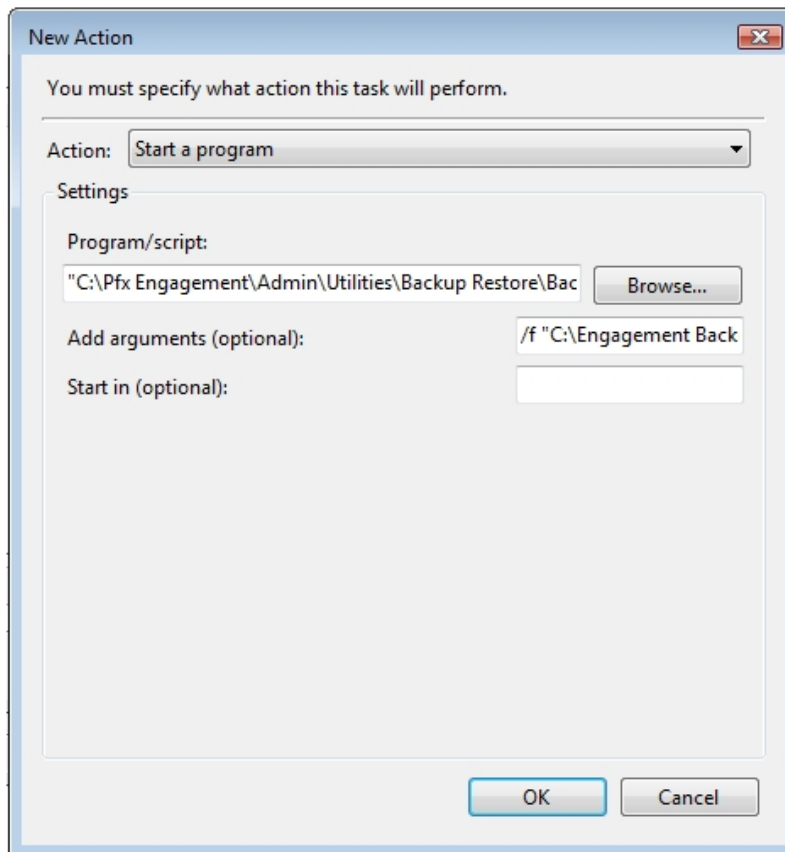 New Action
You must specify what action this task will perform.
Action: Start a program
Settings
Program/script:
"C:\Pfx Engagement\Admin\Utilities\Backup Restore\Bac Browse...
Add arguments (optional): /f "C:\Engagement Back
Start in (optional):
OK Cancel